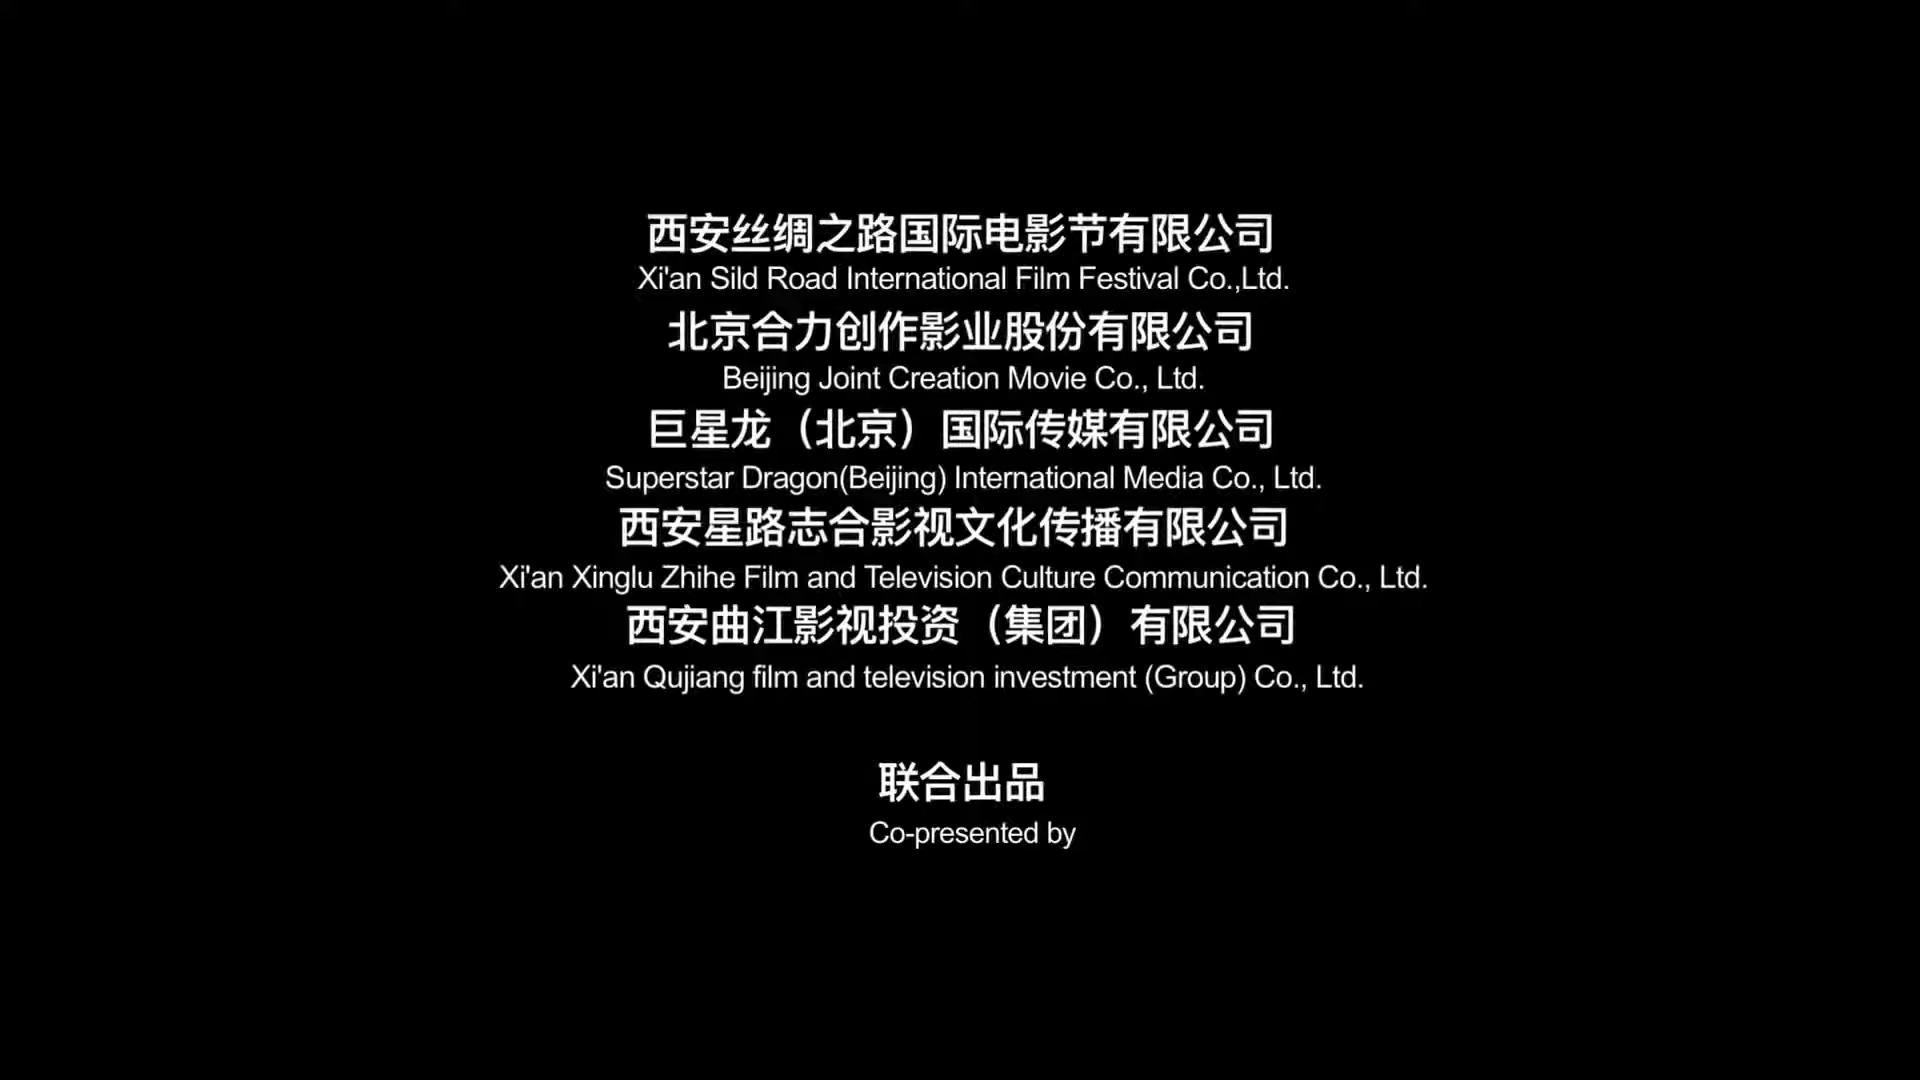 西安丝绸之路国际电影节有限公司
Xi'an Sild Road International Film Festival Co.,Ltd.
北京合力创作影业股份有限公司
Beijing Joint Creation Movie Co., Ltd.
巨星龙（北京）国际传媒有限公司
Superstar Dragon(Beijing) International Media Co., Ltd.
西安星路志合影视文化传播有限公司
Xi'an Xinglu Zhihe Film and Television Culture Communication Co., Ltd.
西安曲江影视投资（集团）有限公司
Xi'an Qujiang film and television investment (Group) Co., Ltd.
联合出品
Co-presented by